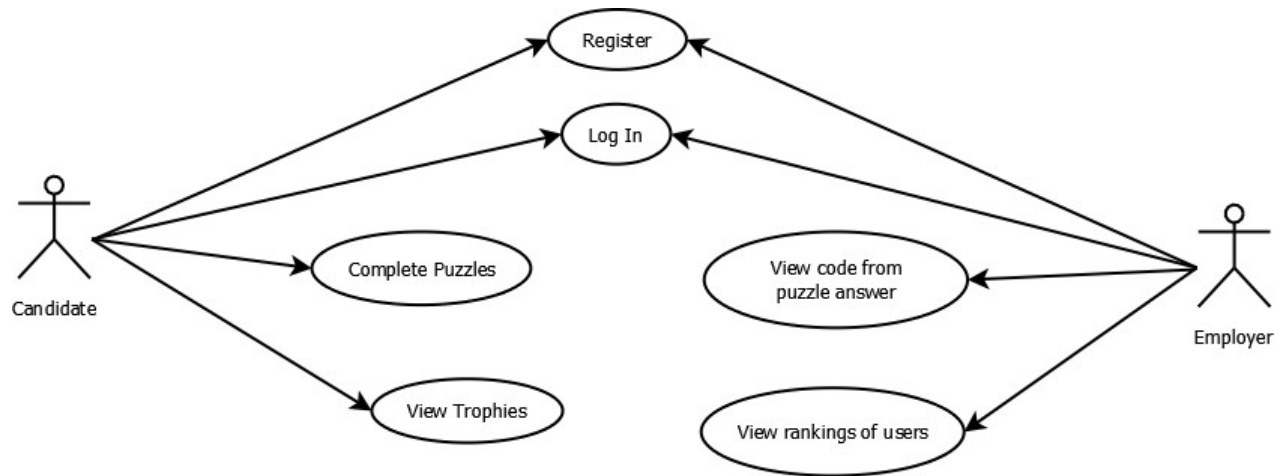 Register
Log In
Candidate
Complete Puzzles
View code from
puzzle answer
Employer
View Trophies
View rankings of users